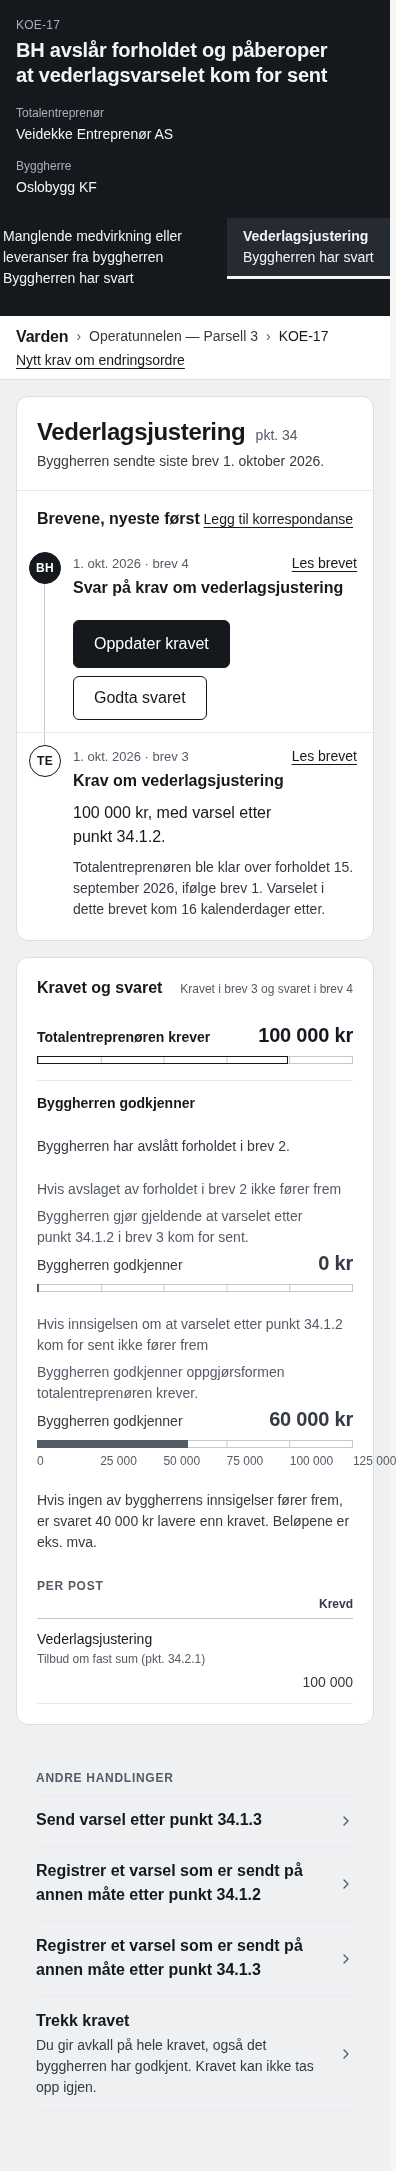 KOE-17
BH avslår forholdet og påberoper
at vederlagsvarselet kom for sent
Totalentreprenør
Veidekke Entreprenør AS
Byggherre
Oslobygg KF
Manglende medvirkning eller
leveranser fra byggherren
Byggherren har svart
Vederlagsjustering
Byggherren har svart
Varden › Operatunnelen — Parsell 3 › KOE-17
Nytt krav om endringsordre
Vederlagsjustering pkt. 34
Byggherren sendte siste brev 1. oktober 2026.
Brevene, nyeste først Legg til korrespondanse
BH
1. okt. 2026 · brev 4 Les brevet
Svar på krav om vederlagsjustering
Oppdater kravet
Godta svaret
TE
1. okt. 2026 · brev 3 Les brevet
Krav om vederlagsjustering
100 000 kr, med varsel etter
punkt 34.1.2.
Totalentreprenøren ble klar over forholdet 15.
september 2026, ifølge brev 1. Varselet i
dette brevet kom 16 kalenderdager etter.
Kravet og svaret Kravet i brev 3 og svaret i brev 4
Totalentreprenøren krever 100 000 kr
Byggherren godkjenner
Byggherren har avslått forholdet i brev 2.
Hvis avslaget av forholdet i brev 2 ikke fører frem
Byggherren gjør gjeldende at varselet etter
punkt 34.1.2 i brev 3 kom for sent.
Byggherren godkjenner 0 kr
Hvis innsigelsen om at varselet etter punkt 34.1.2
kom for sent ikke fører frem
Byggherren godkjenner oppgjørsformen
totalentreprenøren krever.
Byggherren godkjenner 60 000 kr
0 25 000 50 000 75 000 100 000 125 000
Hvis ingen av byggherrens innsigelser fører frem,
er svaret 40 000 kr lavere enn kravet. Beløpene er
eks. mva.
PER POST
Krevd
Vederlagsjustering
Tilbud om fast sum (pkt. 34.2.1)
100 000
ANDRE HANDLINGER
Send varsel etter punkt 34.1.3
Registrer et varsel som er sendt på
annen måte etter punkt 34.1.2
Registrer et varsel som er sendt på
annen måte etter punkt 34.1.3
Trekk kravet
Du gir avkall på hele kravet, også det
byggherren har godkjent. Kravet kan ikke tas
opp igjen.